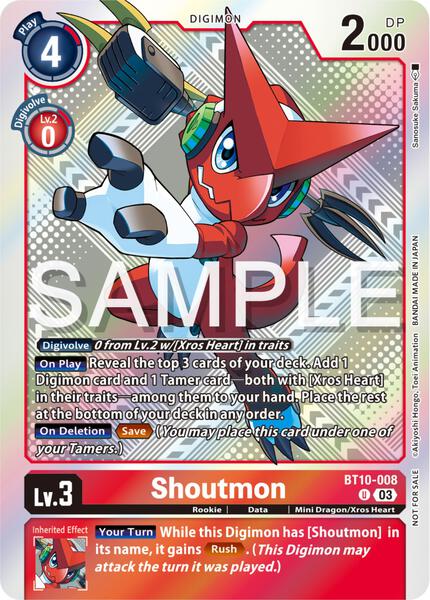 DIGIMON
Play
4
DP
2000
Digivolve
Lv.2
0
Sanosuke Sakuma
SAMPLE
Digivolve 0 from Lv.2 w/[Xros Heart] in traits
On Play Reveal the top 3 cards of your deck. Add 1
Digimon card and 1 Tamer card—both with [Xros Heart]
in their traits—among them to your hand. Place the rest
at the bottom of your deck in any order.
On Deletion Save (You may place this card under one of
your Tamers.)
©Akiyoshi Hongo, Toei Animation BANDAI MADE IN JAPAN
NOT FOR SALE
Lv.3
Shoutmon
BT10-008
U 03
Rookie Data Mini Dragon/Xros Heart
Inherited Effect
Your Turn While this Digimon has [Shoutmon] in
its name, it gains Rush. (This Digimon may
attack the turn it was played.)